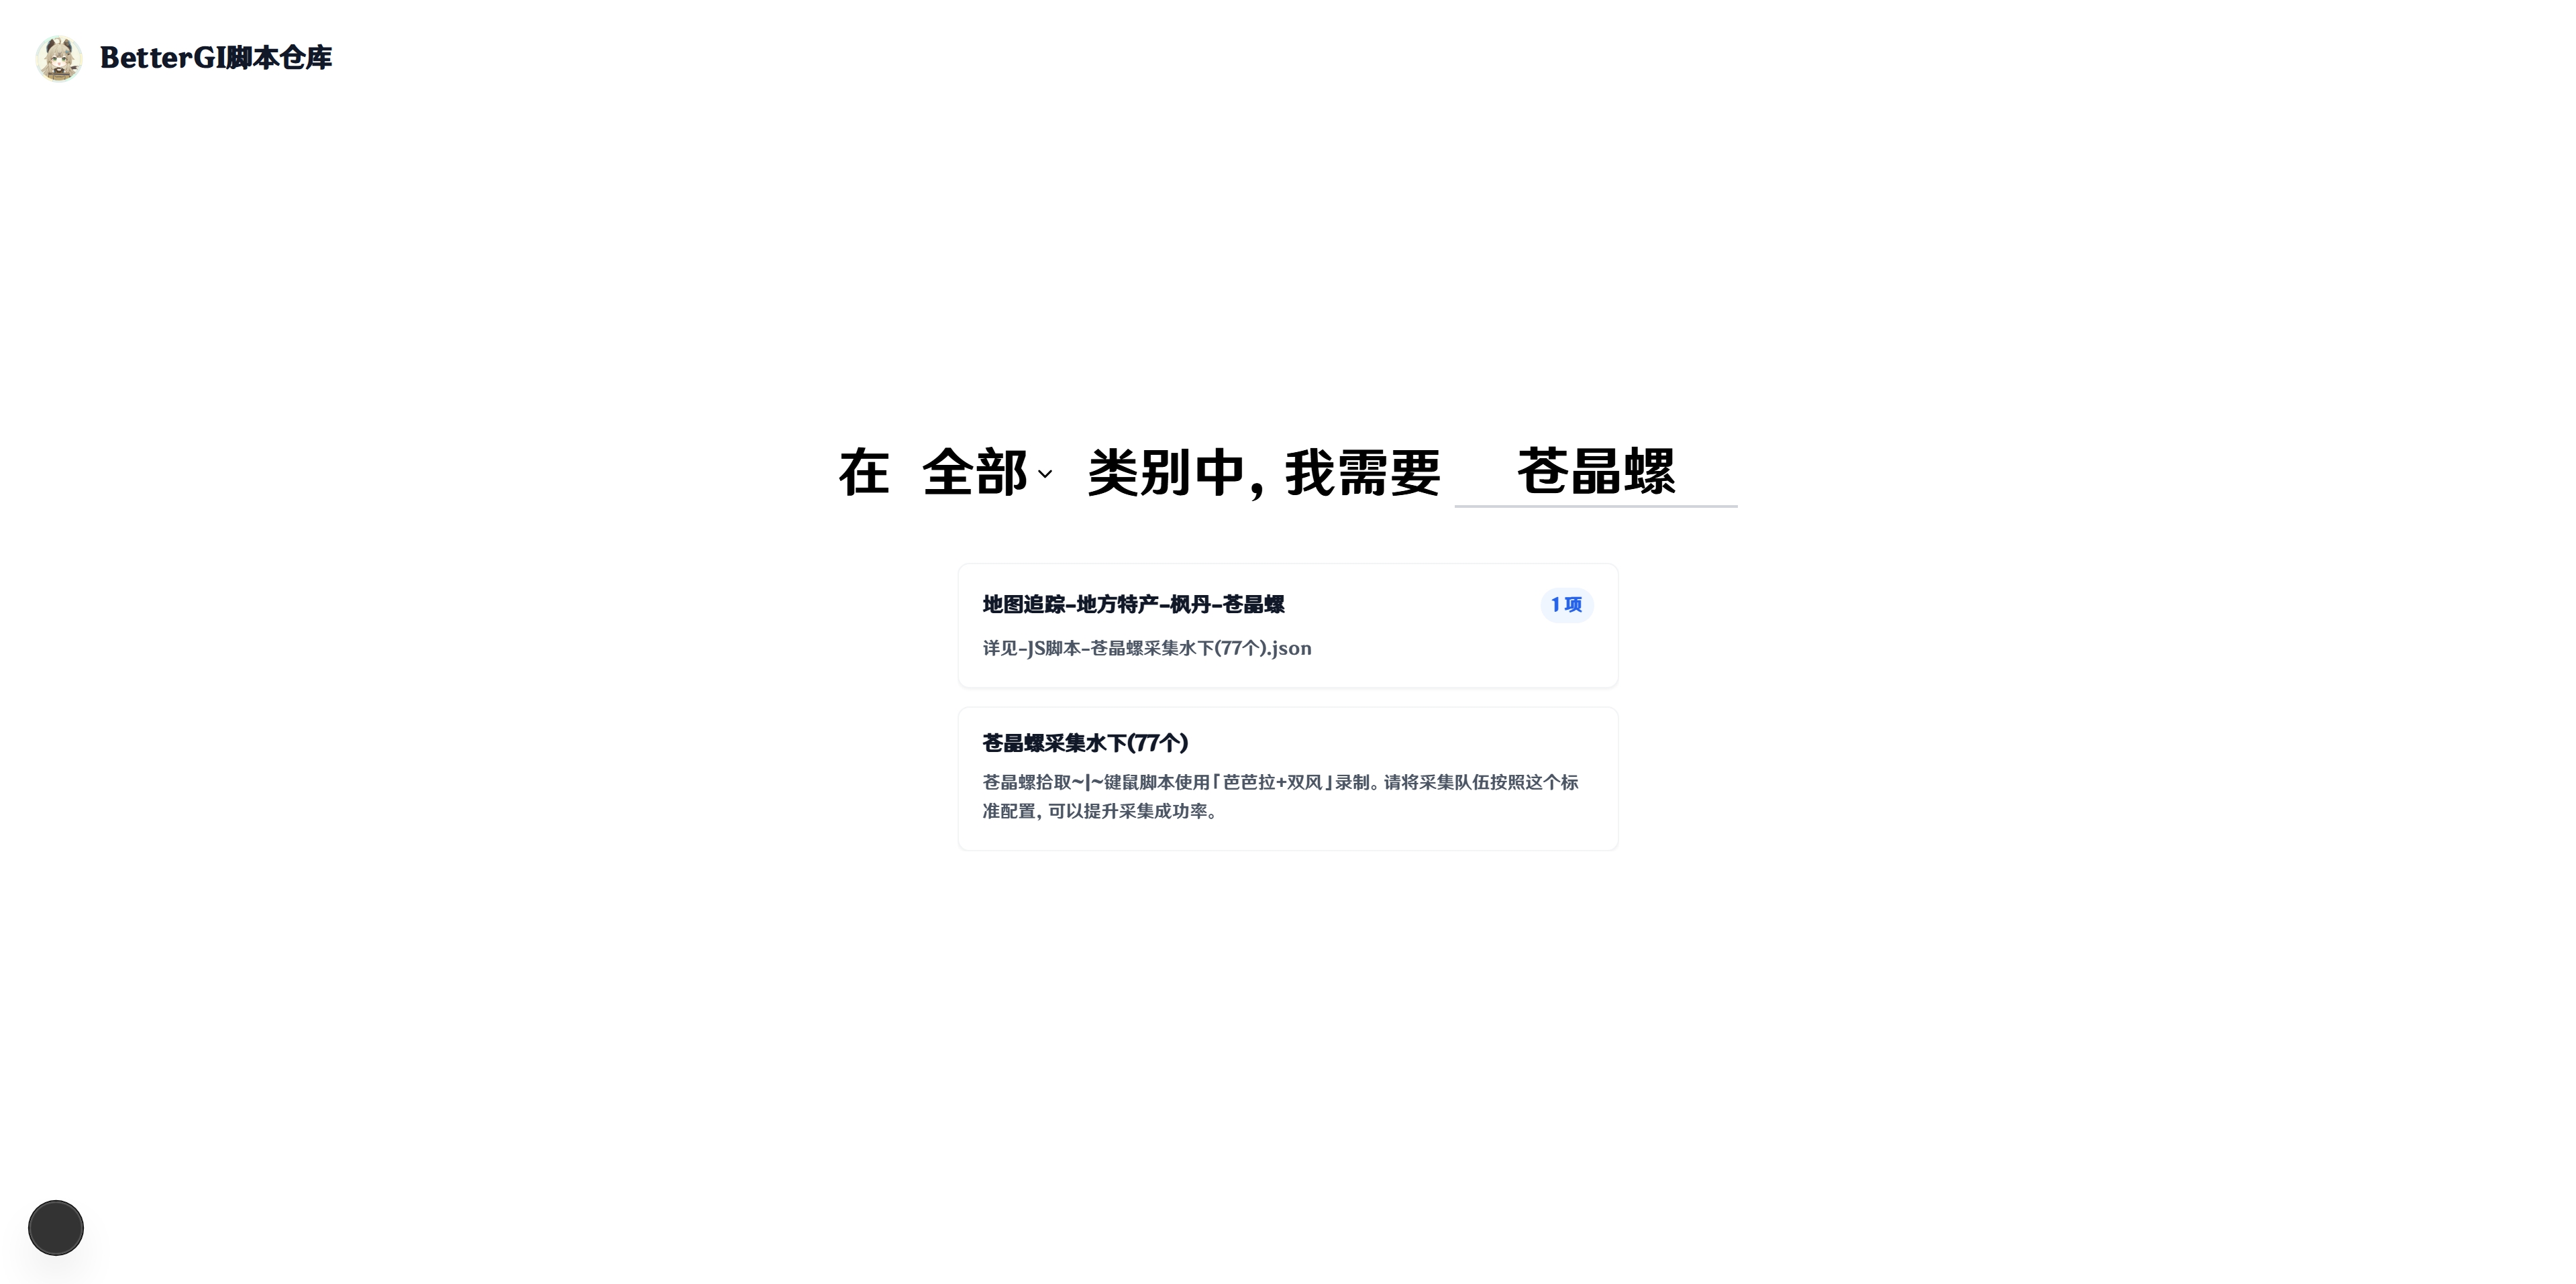 BetterGI脚本仓库
在 全部 类别中，我需要 苍晶螺
地图追踪-地方特产-枫丹-苍晶螺 1 项
详见-JS脚本-苍晶螺采集水下(77个).json
苍晶螺采集水下(77个)
苍晶螺拾取~|~键鼠脚本使用「芭芭拉+双风」录制。请将采集队伍按照这个标
准配置，可以提升采集成功率。